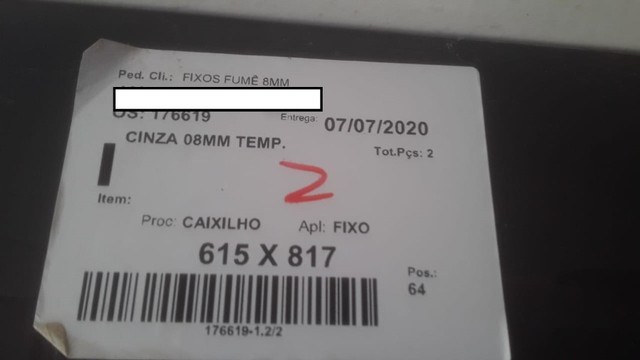 Ped. Cli.: FIXOS FUMÊ 8MM
OS: 176619 Entrega: 07/07/2020
CINZA 08MM TEMP. Tot.Pçs: 2
2
Item:
Proc: CAIXILHO Apl: FIXO
615 X 817
Pos.:
64
176619-1.2/2